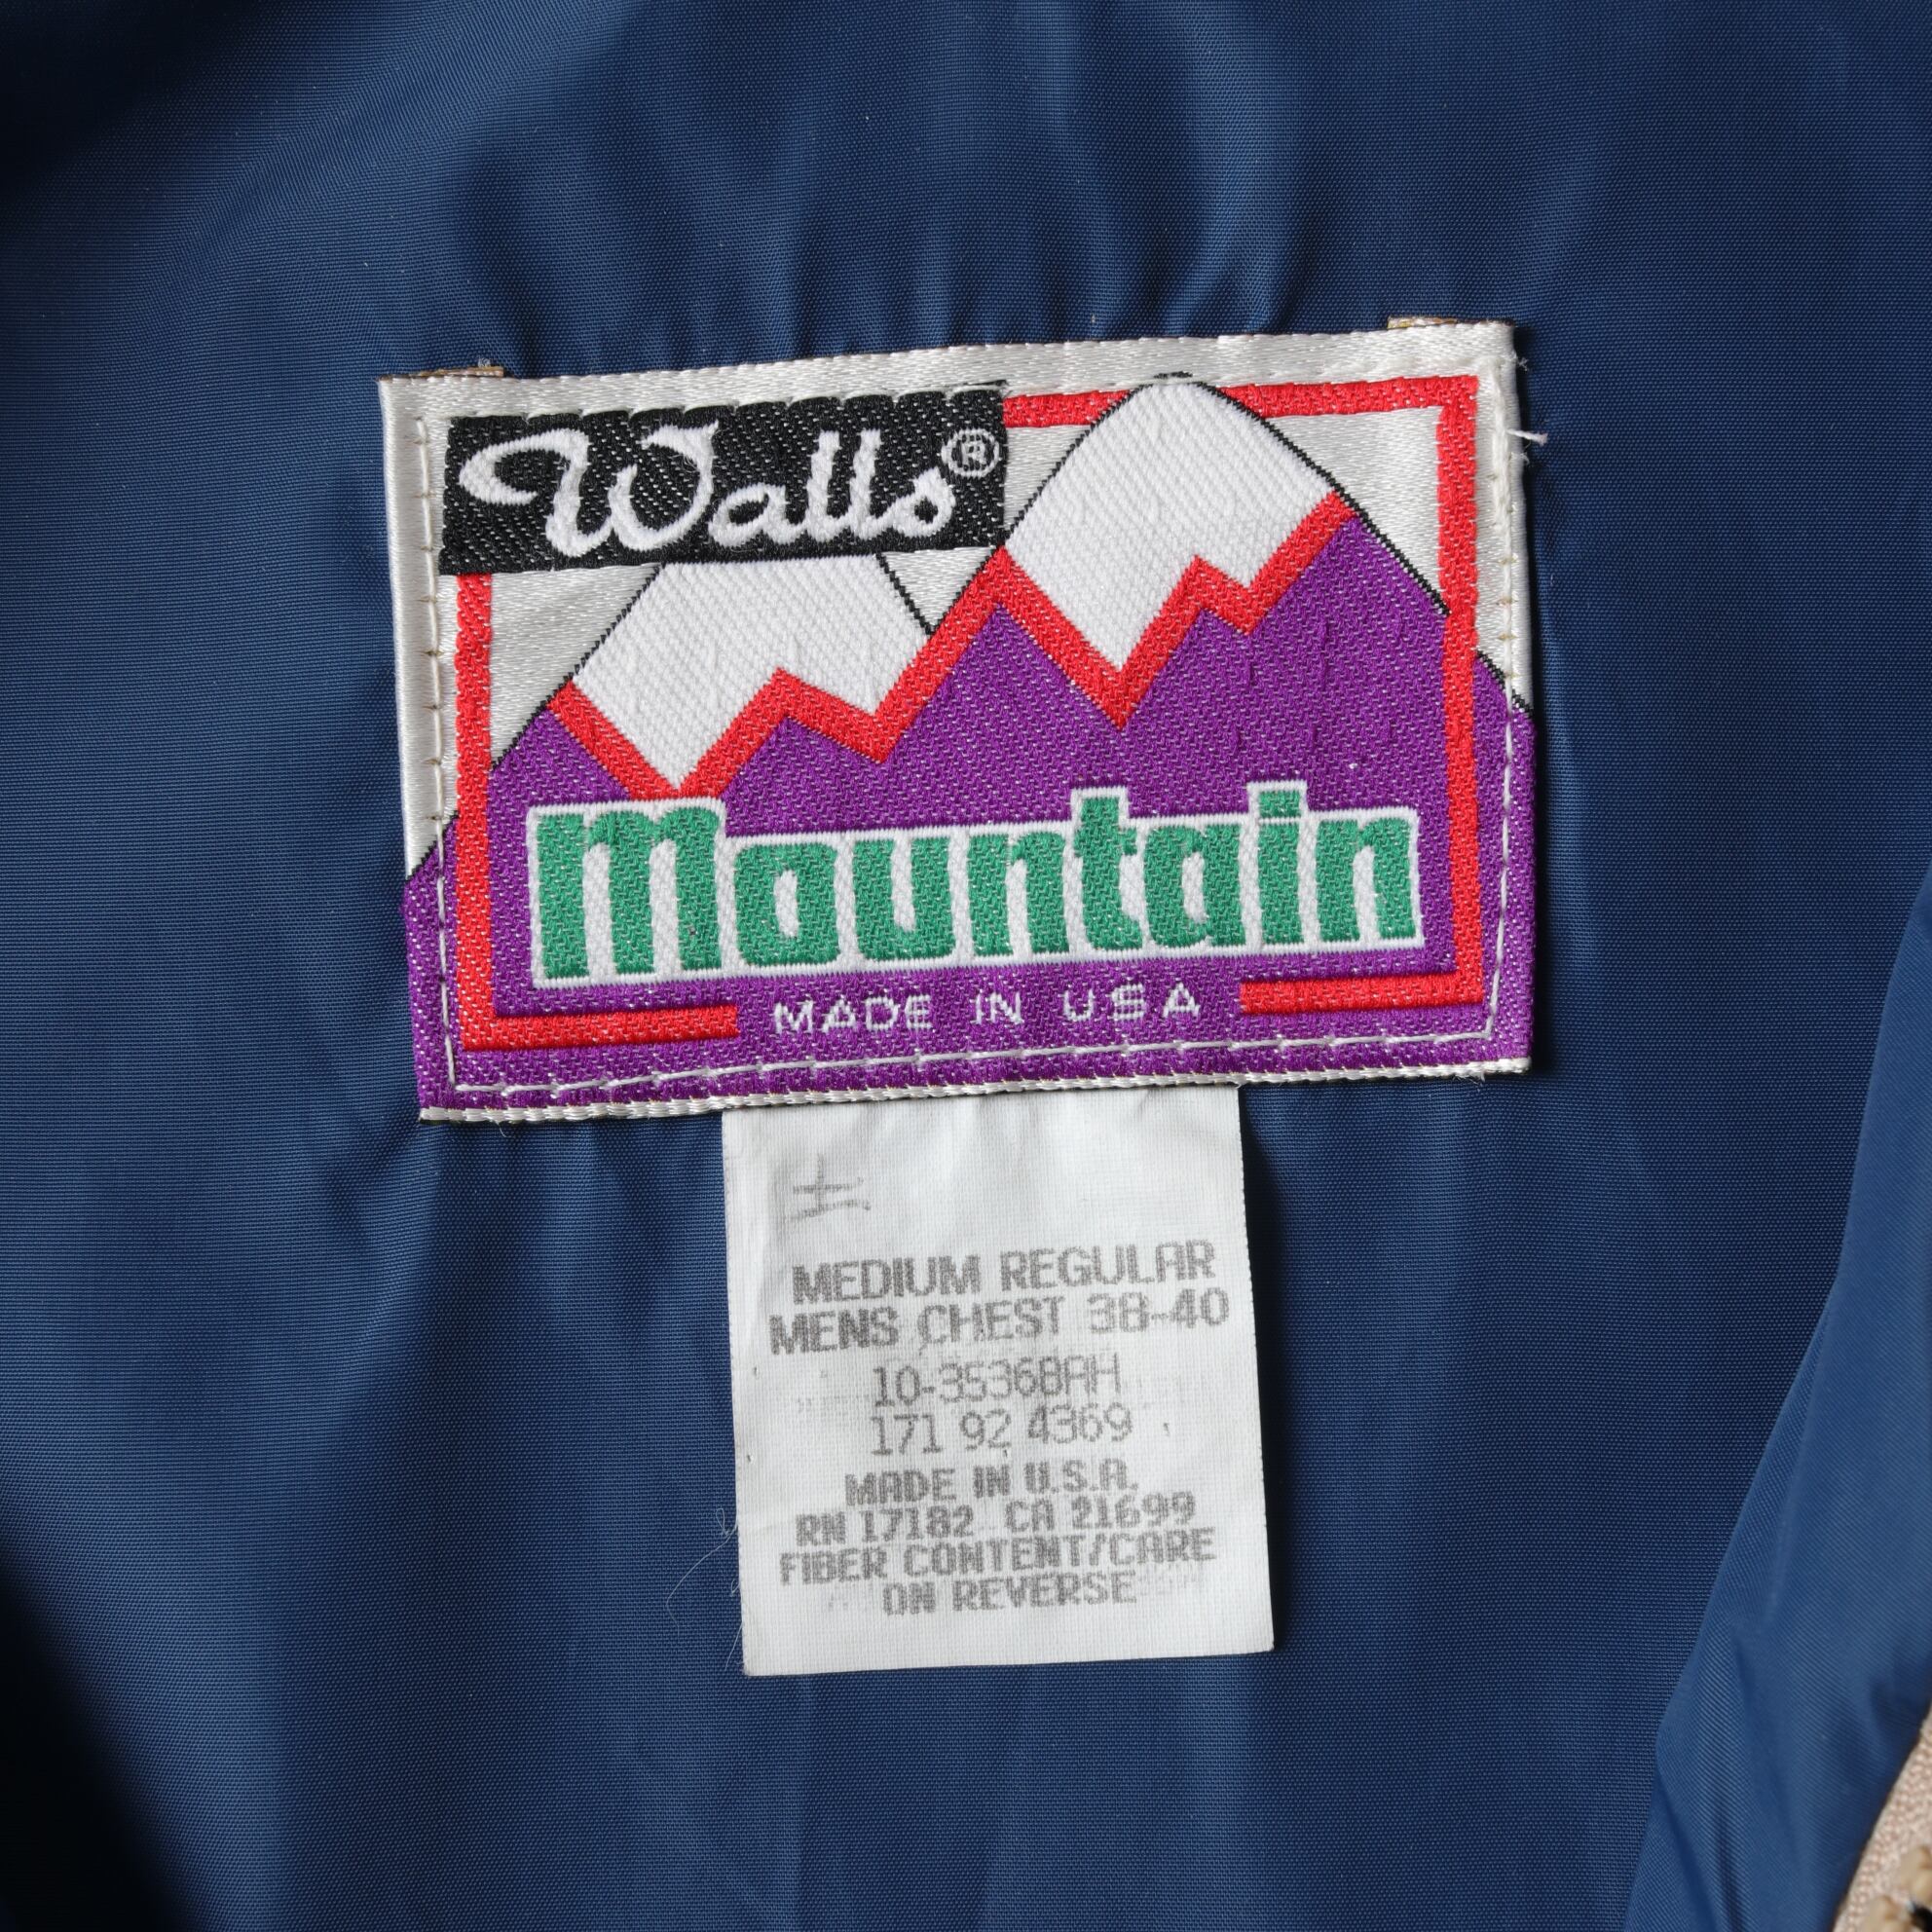 Walls®
Mountain
MADE IN USA
MEDIUM REGULAR
MENS CHEST 38-40
10-35368AH
171 92 4369
MADE IN U.S.A.
RN 17182 CA 21699
FIBER CONTENT/CARE
ON REVERSE